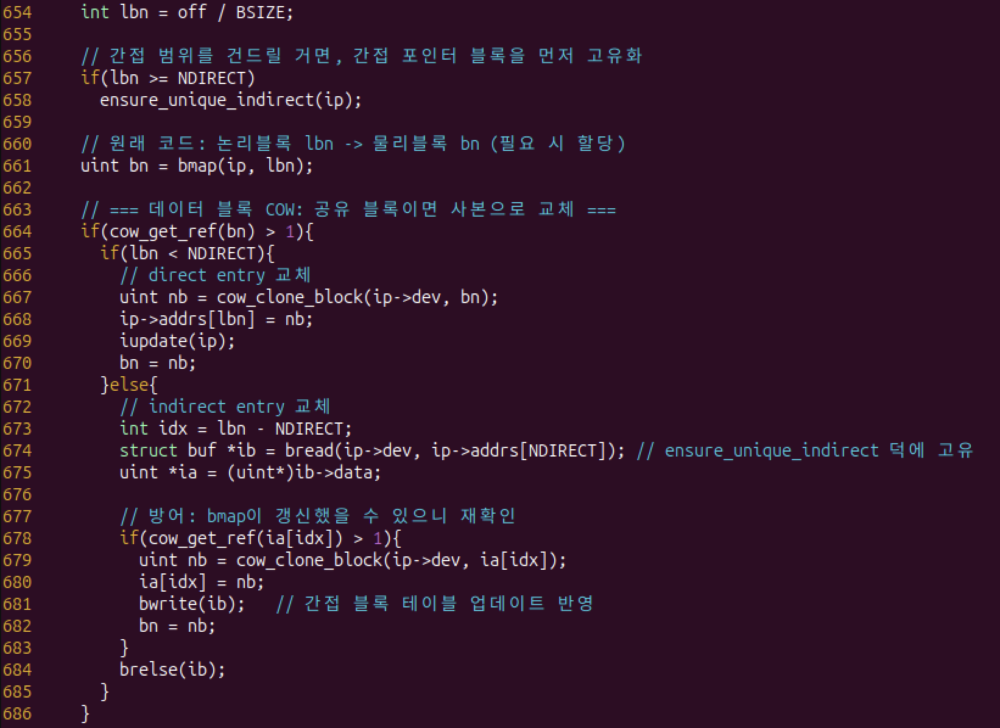 654     int lbn = off / BSIZE;
655
656     // 간접 범위를 건드릴 거면, 간접 포인터 블록을 먼저 고유화
657     if(lbn >= NDIRECT)
658       ensure_unique_indirect(ip);
659
660     // 원래 코드: 논리블록 lbn -> 물리블록 bn (필요 시 할당)
661     uint bn = bmap(ip, lbn);
662
663     // === 데이터 블록 COW: 공유 블록이면 사본으로 교체 ===
664     if(cow_get_ref(bn) > 1){
665       if(lbn < NDIRECT){
666         // direct entry 교체
667         uint nb = cow_clone_block(ip->dev, bn);
668         ip->addrs[lbn] = nb;
669         iupdate(ip);
670         bn = nb;
671       }else{
672         // indirect entry 교체
673         int idx = lbn - NDIRECT;
674         struct buf *ib = bread(ip->dev, ip->addrs[NDIRECT]); // ensure_unique_indirect 덕에 고유
675         uint *ia = (uint*)ib->data;
676
677         // 방어: bmap이 갱신했을 수 있으니 재확인
678         if(cow_get_ref(ia[idx]) > 1){
679           uint nb = cow_clone_block(ip->dev, ia[idx]);
680           ia[idx] = nb;
681           bwrite(ib);   // 간접 블록 테이블 업데이트 반영
682           bn = nb;
683         }
684         brelse(ib);
685       }
686     }